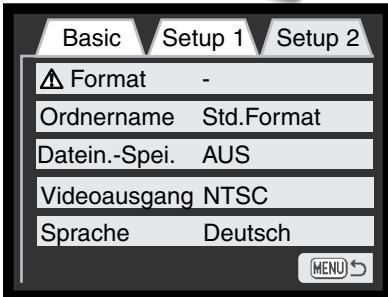 Basic Setup 1 Setup 2
⚠ Format -
Ordnername Std.Format
Datein.-Spei. AUS
Videoausgang NTSC
Sprache Deutsch
MENU